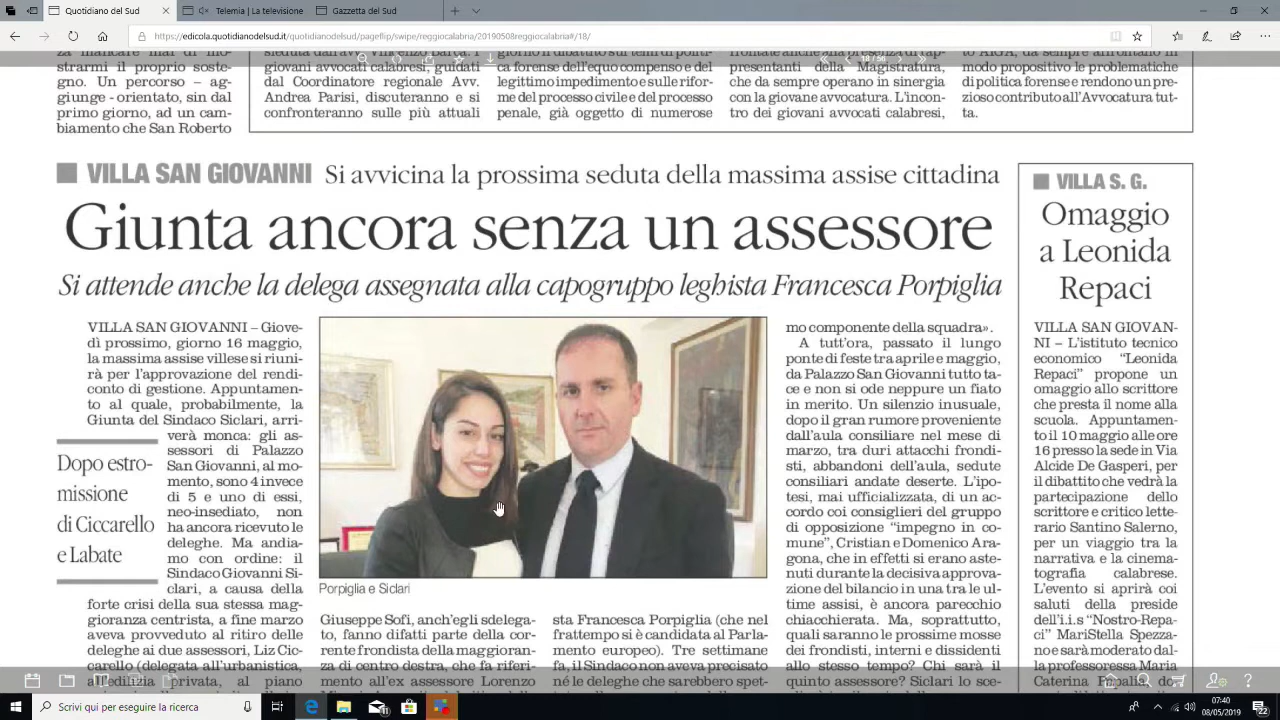 Il Quotidiano del Sud
Il Quotidiano del Sud
Gazzetta del Sud
https://edicola.quotidianodelsud.it/quotidianodelsud/pageflip/swipe/reggiocalabria/20190508reggiocalabria#/18/
strarmi il proprio soste-
gno. Un percorso – ag-
giunge - orientato, sin dal
primo giorno, ad un cam-
biamento che San Roberto
giovani avvocati calabresi, guidati
dal Coordinatore regionale Avv.
Andrea Parisi, discuteranno e si
confronteranno sulle più attuali
giorno il dibattito sui temi di politi-
ca forense dell'equo compenso e del
legittimo impedimento e sulle rifor-
me del processo civile e del processo
penale, già oggetto di numerose
presentanti della Magistratura,
che da sempre operano in sinergia
con la giovane avvocatura. L'incon-
tro dei giovani avvocati calabresi,
modo propositivo le problematiche
di politica forense e rendono un pre-
zioso contributo all'Avvocatura tut-
ta.
18 / 56
VILLA SAN GIOVANNI Si avvicina la prossima seduta della massima assise cittadina
Giunta ancora senza un assessore
Si attende anche la delega assegnata alla capogruppo leghista Francesca Porpiglia
VILLA SAN GIOVANNI – Giove-
dì prossimo, giorno 16 maggio,
la massima assise villese si riuni-
rà per l'approvazione del rendi-
conto di gestione. Appuntamen-
to al quale, probabilmente, la
Giunta del Sindaco Siclari, arri-
verà monca: gli as-
sessori di Palazzo
San Giovanni, al mo-
mento, sono 4 invece
di 5 e uno di essi,
neo-insediato, non
ha ancora ricevuto le
deleghe. Ma andia-
mo con ordine: il
Sindaco Giovanni Si-
clari, a causa della
forte crisi della sua stessa mag-
gioranza centrista, a fine marzo
aveva provveduto al ritiro delle
deleghe ai due assessori, Liz Cic-
carello (delegata all'urbanistica,
all'edilizia privata, al piano
Dopo estro-
missione
di Ciccarello
e Labate
Porpiglia e Siclari
Giuseppe Sofi, anch'egli sdelega-
to, fanno difatti parte della cor-
rente frondista della maggioran-
za di centro destra, che fa riferi-
mento all'ex assessore Lorenzo
sta Francesca Porpiglia (che nel
frattempo si è candidata al Parla-
mento europeo). Tre settimane
fa, il Sindaco non aveva precisato
né le deleghe che sarebbero spet-
mo componente della squadra».
A tutt'ora, passato il lungo
ponte di feste tra aprile e maggio,
da Palazzo San Giovanni tutto ta-
ce e non si ode neppure un fiato
in merito. Un silenzio inusuale,
dopo il gran rumore proveniente
dall'aula consiliare nel mese di
marzo, tra duri attacchi frondi-
sti, abbandoni dell'aula, sedute
consiliari andate deserte. L'ipo-
tesi, mai ufficializzata, di un ac-
cordo coi consiglieri del gruppo
di opposizione "impegno in co-
mune", Cristian e Domenico Ara-
gona, che in effetti si erano aste-
nuti durante la decisiva approva-
zione del bilancio in una tra le ul-
time assisi, è ancora parecchio
chiacchierata. Ma, soprattutto,
quali saranno le prossime mosse
dei frondisti, interni e dissidenti
allo stesso tempo? Chi sarà il
quinto assessore? Siclari lo sce-
VILLA S. G.
Omaggio
a Leonida
Repaci
VILLA SAN GIOVAN-
NI – L'istituto tecnico
economico "Leonida
Repaci" propone un
omaggio allo scrittore
che presta il nome alla
scuola. Appuntamen-
to il 10 maggio alle ore
16 presso la sede in Via
Alcide De Gasperi, per
il dibattito che vedrà la
partecipazione dello
scrittore e critico lette-
rario Santino Salerno,
per un viaggio tra la
narrativa e la cinema-
tografia calabrese.
L'evento si aprirà coi
saluti della preside
dell'i.i.s "Nostro-Repa-
ci" MariStella Spezza-
no e sarà moderato dal-
la professoressa Maria
Scrivi qui per eseguire la ricerca
07:40
08/05/2019